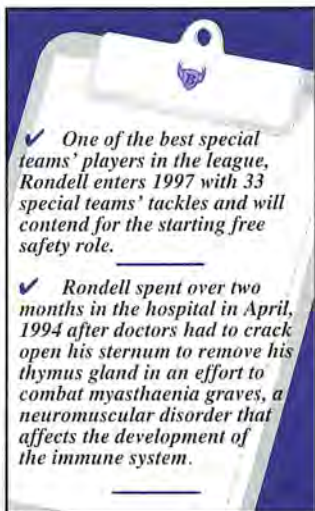 B
✔ One of the best special
teams' players in the league,
Rondell enters 1997 with 33
special teams' tackles and will
contend for the starting free
safety role.
✔ Rondell spent over two
months in the hospital in April,
1994 after doctors had to crack
open his sternum to remove his
thymus gland in an effort to
combat myasthaenia graves, a
neuromuscular disorder that
affects the development of
the immune system.